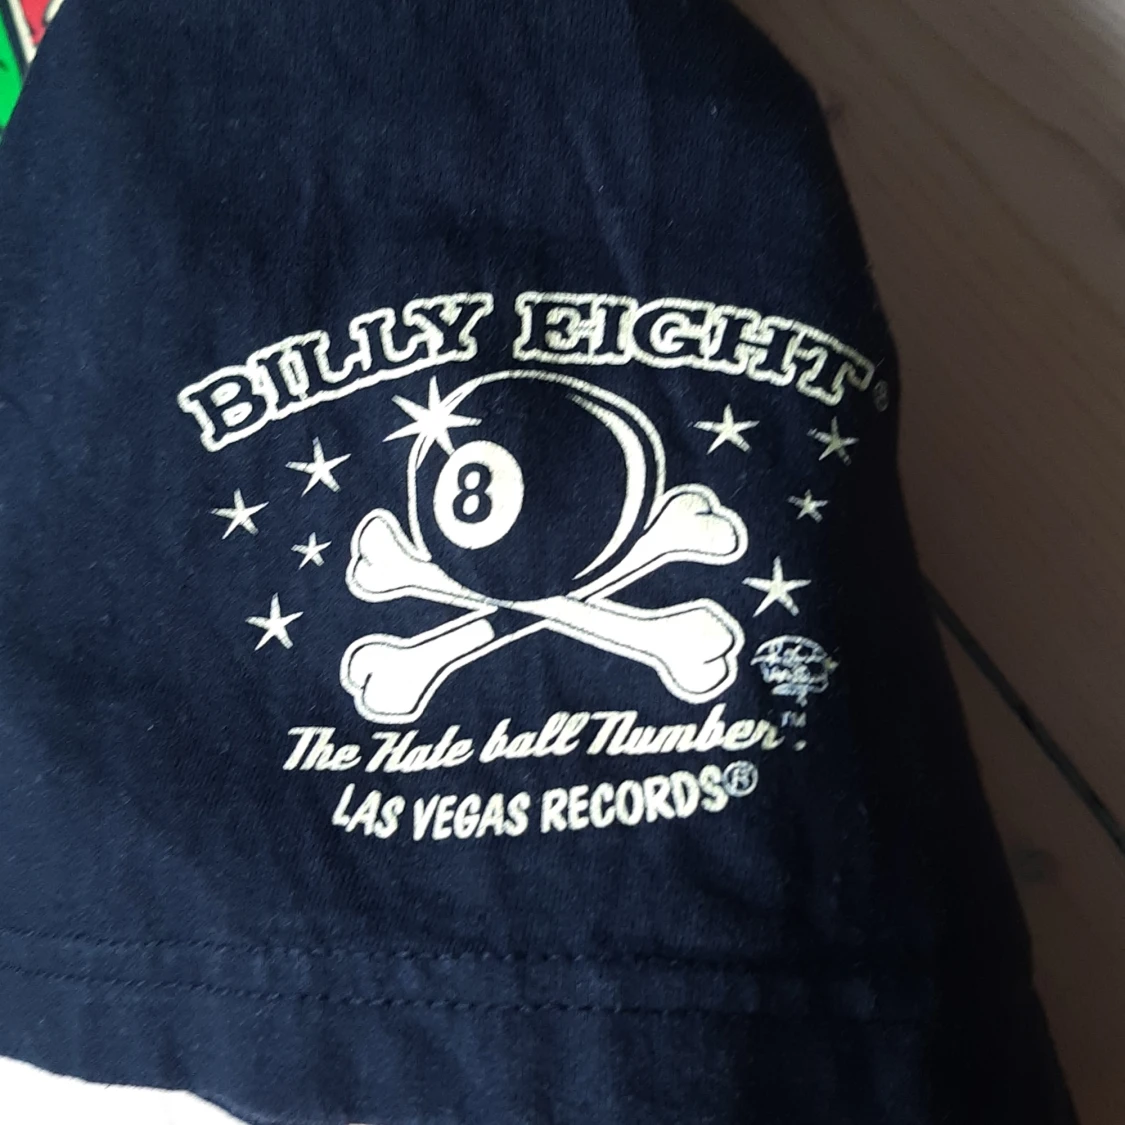 BILLY EIGHT®
8
The Hate ball Number™.
LAS VEGAS RECORDS®